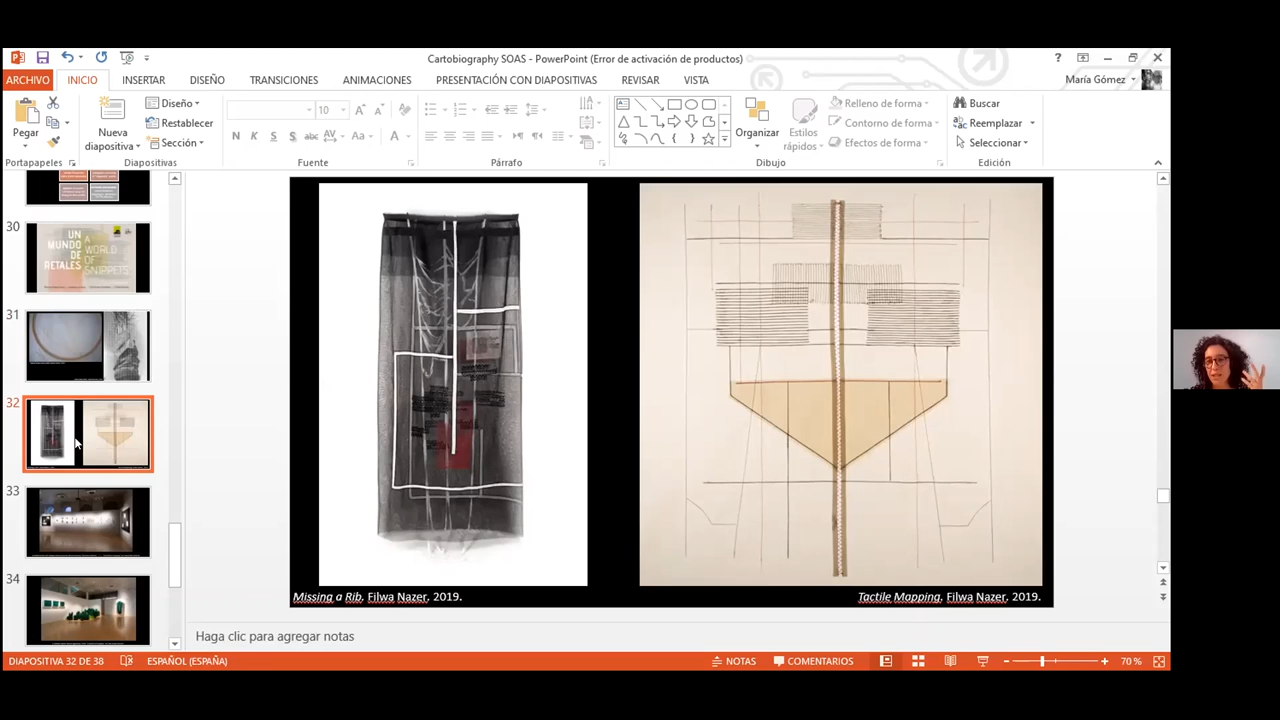 Cartobiography SOAS - PowerPoint (Error de activación de productos)
ARCHIVO INICIO INSERTAR DISEÑO TRANSICIONES ANIMACIONES PRESENTACIÓN CON DIAPOSITIVAS REVISAR VISTA
María Gómez
Pegar
Nueva
diapositiva
Diseño
Restablecer
Sección
10
N K S S abc AV Aa A
Organizar
Estilos
rápidos
Relleno de forma
Contorno de forma
Efectos de forma
Buscar
Reemplazar
Seleccionar
Portapapeles
Diapositivas
Fuente
Párrafo
Dibujo
Edición
30
UN
MUNDO
DE
RETALES
A
WORLD
OF
SNIPPETS
31
32
33
34
Missing a Rib. Filwa Nazer. 2019.
Tactile Mapping. Filwa Nazer. 2019.
Haga clic para agregar notas
DIAPOSITIVA 32 DE 38
ESPAÑOL (ESPAÑA)
NOTAS
COMENTARIOS
70 %